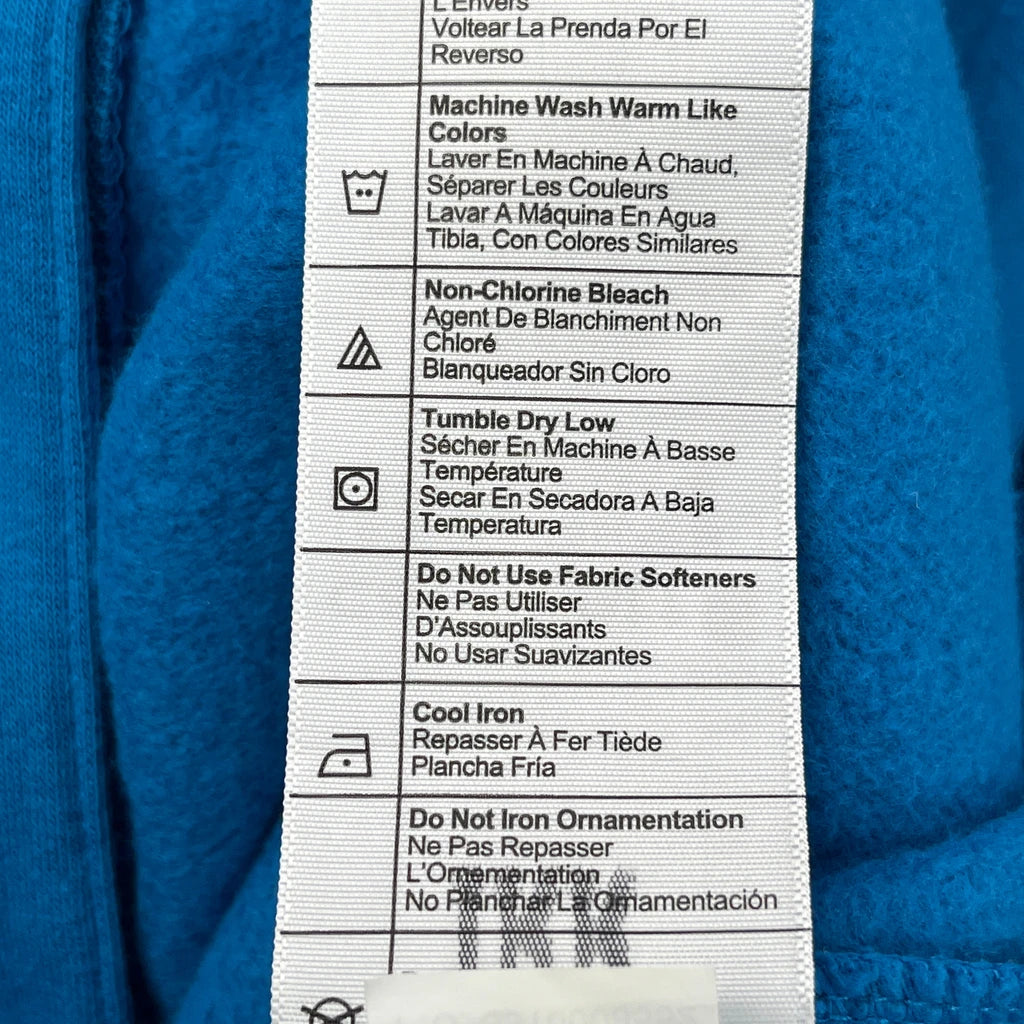 L'Envers
Voltear La Prenda Por El
Reverso
Machine Wash Warm Like
Colors
Laver En Machine À Chaud,
Séparer Les Couleurs
Lavar A Máquina En Agua
Tibia, Con Colores Similares
Non-Chlorine Bleach
Agent De Blanchiment Non
Chloré
Blanqueador Sin Cloro
Tumble Dry Low
Sécher En Machine À Basse
Température
Secar En Secadora A Baja
Temperatura
Do Not Use Fabric Softeners
Ne Pas Utiliser
D'Assouplissants
No Usar Suavizantes
Cool Iron
Repasser À Fer Tiède
Plancha Fría
Do Not Iron Ornamentation
Ne Pas Repasser
L'Ornementation
No Planchar La Ornamentación